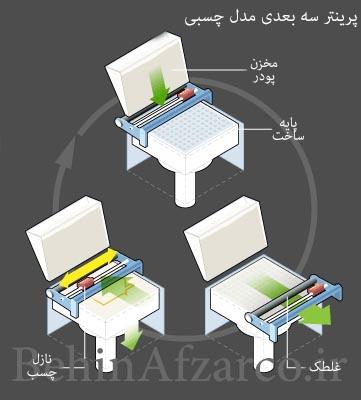 پرینتر سه بعدی مدل چسبی
مخزن
پودر
پایه
ساخت
نازل
چسب
غلطک
BehinAfzarco.ir